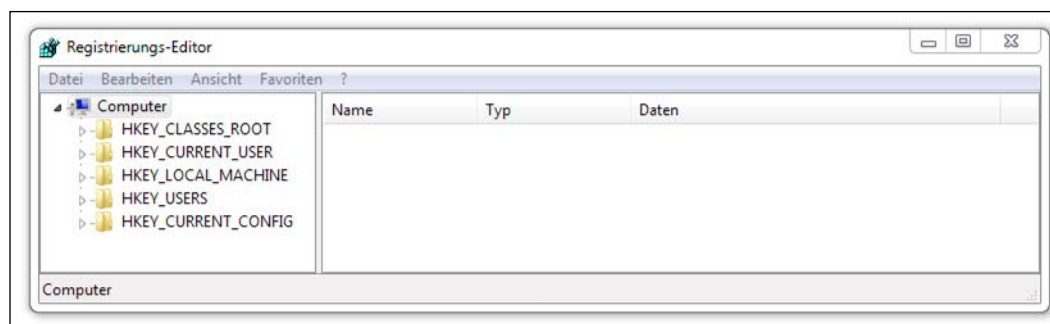 Registrierungs-Editor
Datei Bearbeiten Ansicht Favoriten ?
Computer
Name Typ Daten
HKEY_CLASSES_ROOT
HKEY_CURRENT_USER
HKEY_LOCAL_MACHINE
HKEY_USERS
HKEY_CURRENT_CONFIG
Computer